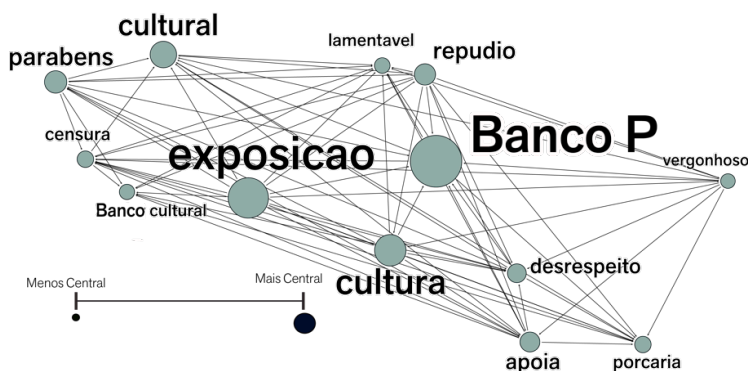 cultural
lamentavel
repudio
parabens
censura
exposicao
Banco P
vergonhoso
Banco cultural
desrespeito
Menos Central
Mais Central
cultura
apoia
porcaria